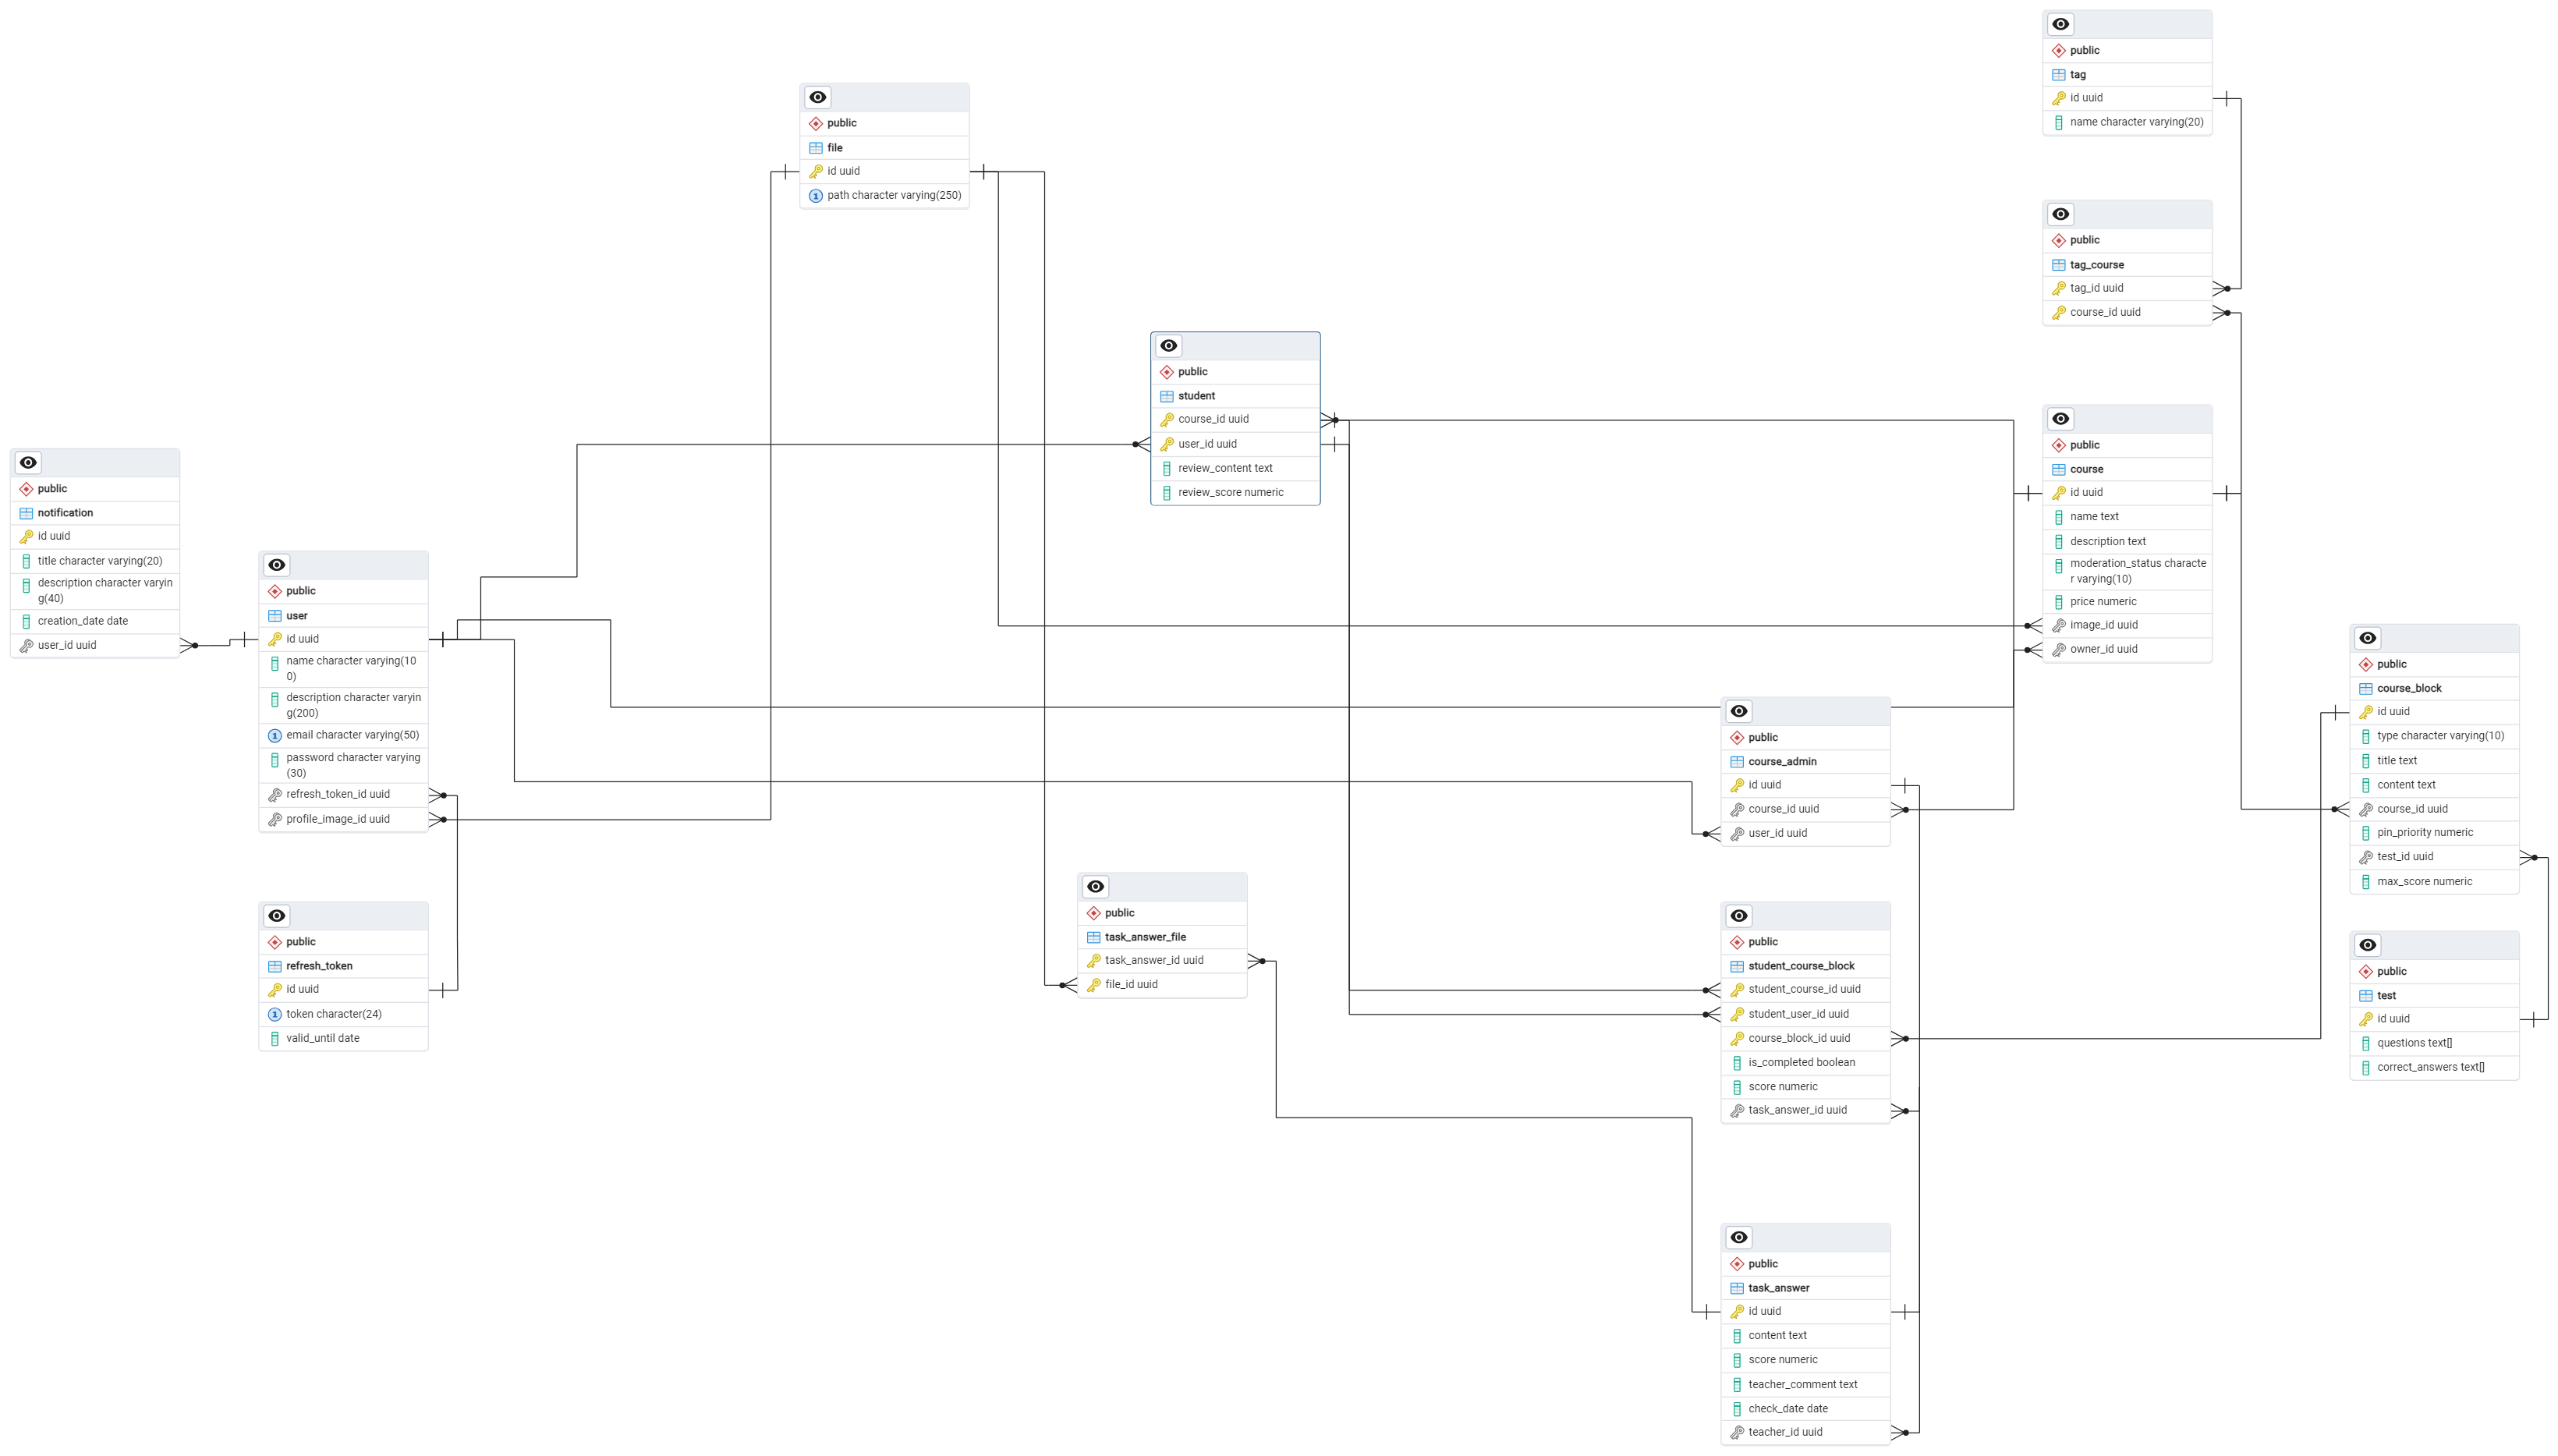 public
tag
id uuid
name character varying(20)
public
file
id uuid
path character varying(250)
public
tag_course
tag_id uuid
course_id uuid
public
student
course_id uuid
user_id uuid
review_content text
review_score numeric
public
course
id uuid
name text
description text
moderation_status characte
r varying(10)
price numeric
image_id uuid
owner_id uuid
public
notification
id uuid
title character varying(20)
description character varyin
g(40)
creation_date date
user_id uuid
public
user
id uuid
name character varying(10
0)
description character varyin
g(200)
email character varying(50)
password character varying
(30)
refresh_token_id uuid
profile_image_id uuid
public
course_block
id uuid
type character varying(10)
title text
content text
course_id uuid
pin_priority numeric
test_id uuid
max_score numeric
public
course_admin
id uuid
course_id uuid
user_id uuid
public
task_answer_file
task_answer_id uuid
file_id uuid
public
refresh_token
id uuid
token character(24)
valid_until date
public
student_course_block
student_course_id uuid
student_user_id uuid
course_block_id uuid
is_completed boolean
score numeric
task_answer_id uuid
public
test
id uuid
questions text[]
correct_answers text[]
public
task_answer
id uuid
content text
score numeric
teacher_comment text
check_date date
teacher_id uuid